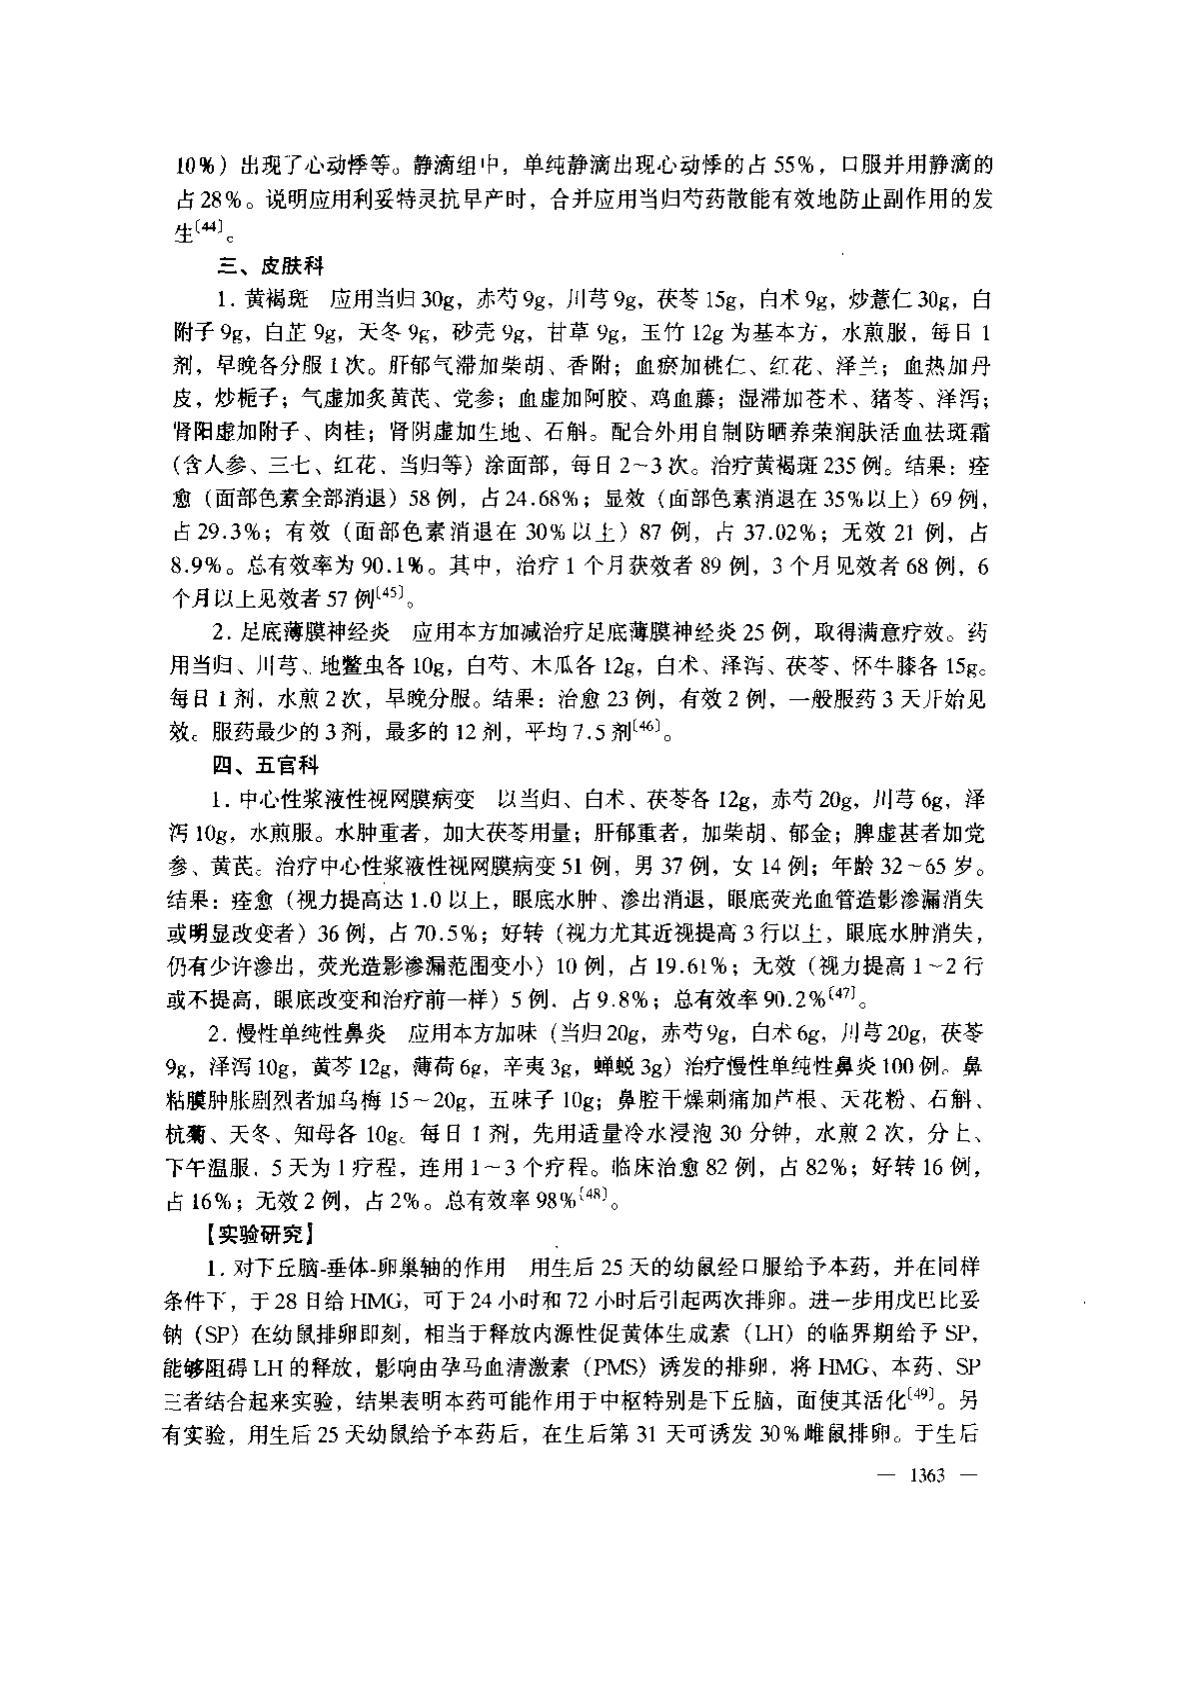 10%）出现了心动悸等。静滴组中，单纯静滴出现心动悸的占 55%，口服并用静滴的
占 28%。说明应用利妥特灵抗早产时，合并应用当归芍药散能有效地防止副作用的发
生〔44〕。
三、皮肤科
1. 黄褐斑　应用当归 30g，赤芍 9g，川芎 9g，茯苓 15g，白术 9g，炒薏仁 30g，白
附子 9g，白芷 9g，天冬 9g，砂壳 9g，甘草 9g，玉竹 12g 为基本方，水煎服，每日 1
剂，早晚各分服 1 次。肝郁气滞加柴胡、香附；血瘀加桃仁、红花、泽兰；血热加丹
皮，炒栀子；气虚加炙黄芪、党参；血虚加阿胶、鸡血藤；湿滞加苍术、猪苓、泽泻；
肾阳虚加附子、肉桂；肾阴虚加生地、石斛。配合外用自制防晒养荣润肤活血祛斑霜
（含人参、三七、红花、当归等）涂面部，每日 2~3 次。治疗黄褐斑 235 例。结果：痊
愈（面部色素全部消退）58 例，占 24.68%；显效（面部色素消退在 35% 以上）69 例，
占 29.3%；有效（面部色素消退在 30% 以上）87 例，占 37.02%；无效 21 例，占
8.9%。总有效率为 90.1%。其中，治疗 1 个月获效者 89 例，3 个月见效者 68 例，6
个月以上见效者 57 例〔45〕。
2. 足底薄膜神经炎　应用本方加减治疗足底薄膜神经炎 25 例，取得满意疗效。药
用当归、川芎、地鳖虫各 10g，白芍、木瓜各 12g，白术、泽泻、茯苓、怀牛膝各 15g。
每日 1 剂，水煎 2 次，早晚分服。结果：治愈 23 例，有效 2 例，一般服药 3 天开始见
效。服药最少的 3 剂，最多的 12 剂，平均 7.5 剂〔46〕。
四、五官科
1. 中心性浆液性视网膜病变　以当归、白术、茯苓各 12g，赤芍 20g，川芎 6g，泽
泻 10g，水煎服。水肿重者，加大茯苓用量；肝郁重者，加柴胡、郁金；脾虚甚者加党
参、黄芪。治疗中心性浆液性视网膜病变 51 例，男 37 例，女 14 例；年龄 32~65 岁。
结果：痊愈（视力提高达 1.0 以上，眼底水肿、渗出消退，眼底荧光血管造影渗漏消失
或明显改变者）36 例，占 70.5%；好转（视力尤其近视提高 3 行以上，眼底水肿消失，
仍有少许渗出，荧光造影渗漏范围变小）10 例，占 19.61%；无效（视力提高 1~2 行
或不提高，眼底改变和治疗前一样）5 例，占 9.8%；总有效率 90.2%〔47〕。
2. 慢性单纯性鼻炎　应用本方加味（当归 20g，赤芍 9g，白术 6g，川芎 20g，茯苓
9g，泽泻 10g，黄芩 12g，薄荷 6g，辛夷 3g，蝉蜕 3g）治疗慢性单纯性鼻炎 100 例。鼻
粘膜肿胀剧烈者加乌梅 15~20g，五味子 10g；鼻腔干燥刺痛加芦根、天花粉、石斛、
杭菊、天冬、知母各 10g。每日 1 剂，先用适量冷水浸泡 30 分钟，水煎 2 次，分上、
下午温服，5 天为 1 疗程，连用 1~3 个疗程。临床治愈 82 例，占 82%；好转 16 例，
占 16%；无效 2 例，占 2%。总有效率 98%〔48〕。
【实验研究】
1. 对下丘脑-垂体-卵巢轴的作用　用生后 25 天的幼鼠经口服给予本药，并在同样
条件下，于 28 日给 HMG，可于 24 小时和 72 小时后引起两次排卵。进一步用戊巴比妥
钠（SP）在幼鼠排卵即刻，相当于释放内源性促黄体生成素（LH）的临界期给予 SP，
能够阻碍 LH 的释放，影响由孕马血清激素（PMS）诱发的排卵，将 HMG、本药、SP
三者结合起来实验，结果表明本药可能作用于中枢特别是下丘脑，面使其活化〔49〕。另
有实验，用生后 25 天幼鼠给予本药后，在生后第 31 天可诱发 30% 雌鼠排卵。于生后
— 1363 —